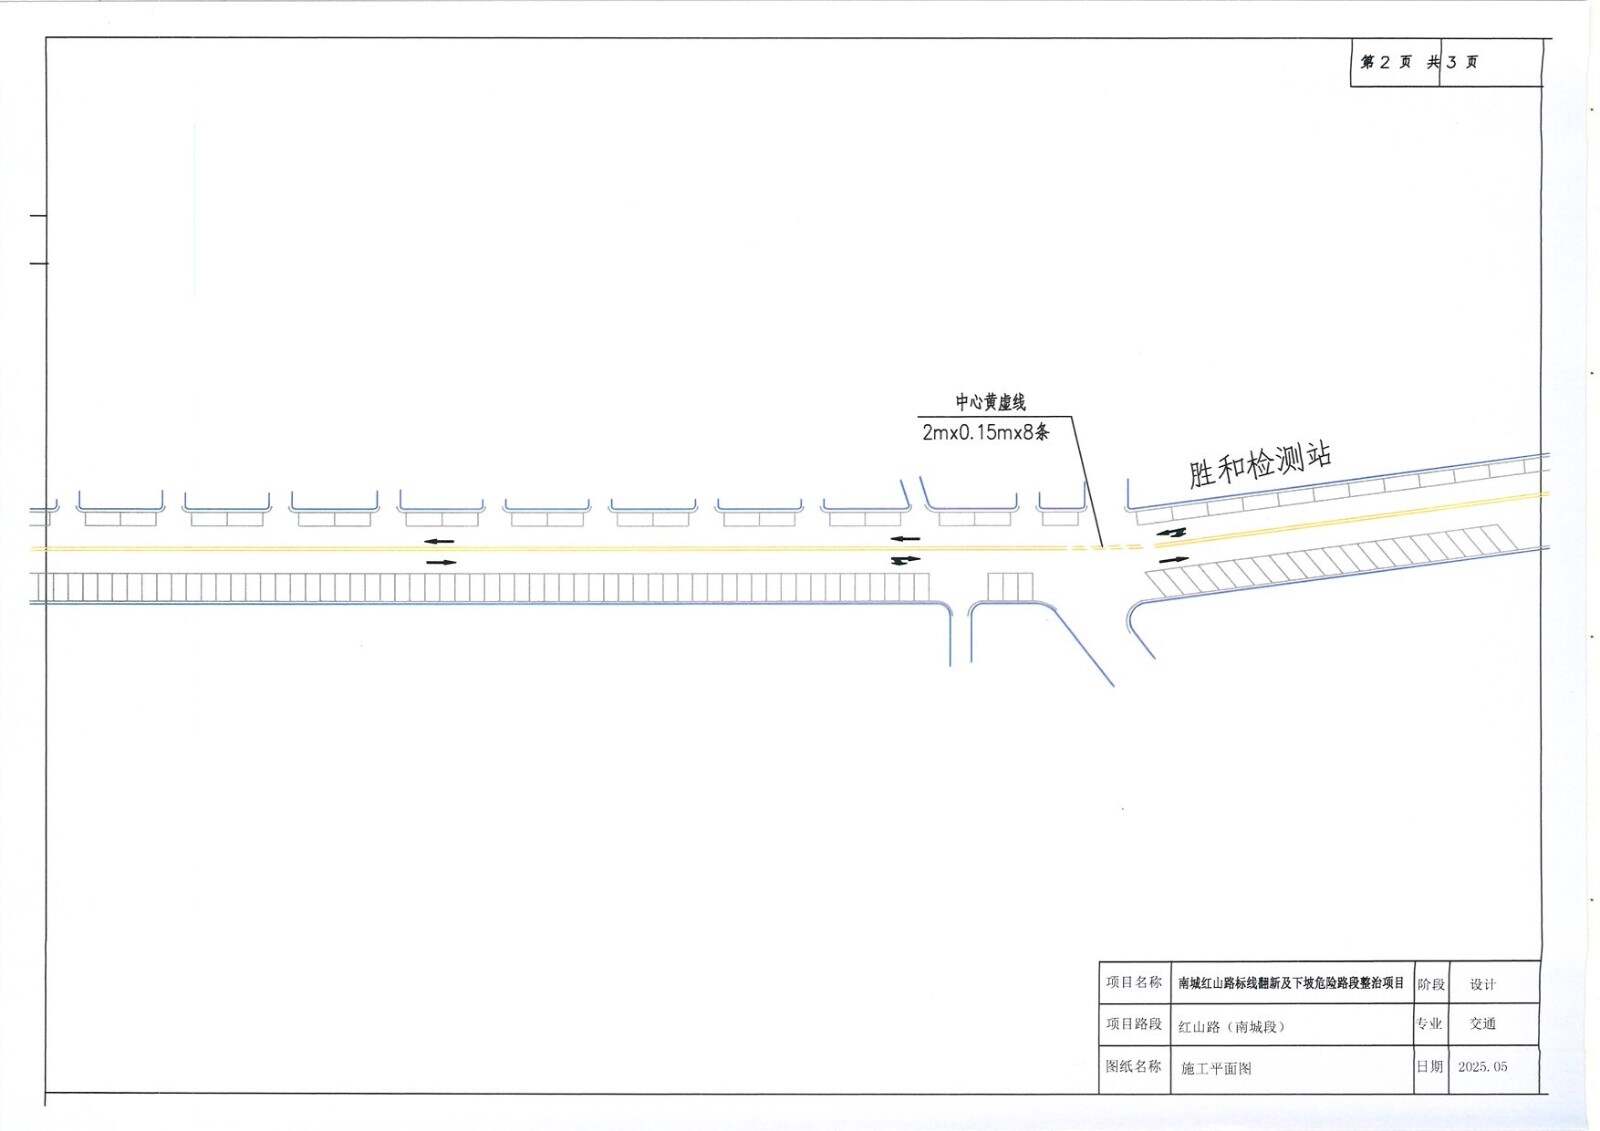 第2页 共3页
中心黄虚线
2mx0.15mx8条
胜和检测站
项目名称 南城红山路标线翻新及下坡危险路段整治项目 阶段 设计
项目路段 红山路（南城段） 专业 交通
图纸名称 施工平面图 日期 2025.05